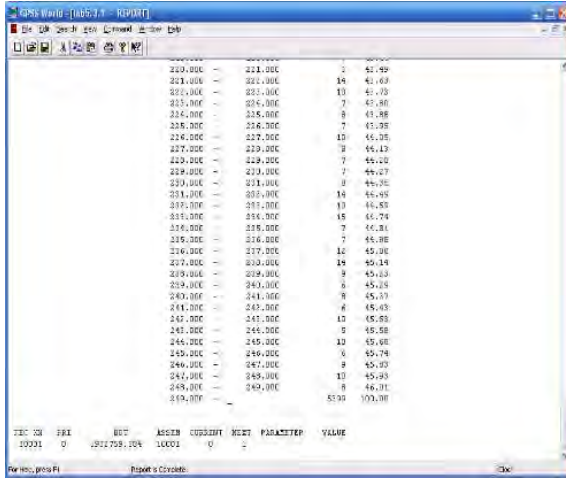 GPSS World - [lab5.3.1 - REPORT]
File Edit Search View Command Window Help
220.000 - 221.000 43.49
221.000 - 222.000 14 43.63
222.000 - 223.000 10 43.73
223.000 - 224.000 7 43.80
224.000 - 225.000 8 43.88
225.000 - 226.000 7 43.95
226.000 - 227.000 10 44.05
227.000 - 228.000 8 44.13
228.000 - 229.000 7 44.20
229.000 - 230.000 7 44.27
230.000 - 231.000 8
231.000 - 232.000 14 44.49
232.000 - 233.000 10 44.59
233.000 - 234.000 15 44.74
234.000 - 235.000 7 44.81
235.000 - 236.000 7 44.88
236.000 - 237.000 12 45.00
237.000 - 238.000 14 45.14
238.000 - 239.000 9 45.23
239.000 - 240.000 6 45.29
240.000 - 241.000 8 45.37
241.000 - 242.000 6 45.43
242.000 - 243.000 10 45.53
243.000 - 244.000 5 45.58
244.000 - 245.000 10 45.68
245.000 - 246.000 6 45.74
246.000 - 247.000 9 45.83
247.000 - 248.000 10 45.93
248.000 - 249.000 8 46.01
249.000 - _ 100.00
FEC XN PRI BDT ASSEM CURRENT NEXT PARAMETER VALUE
10001 0 10001 0 1
For Help, press F1 Report is Complete. Clock